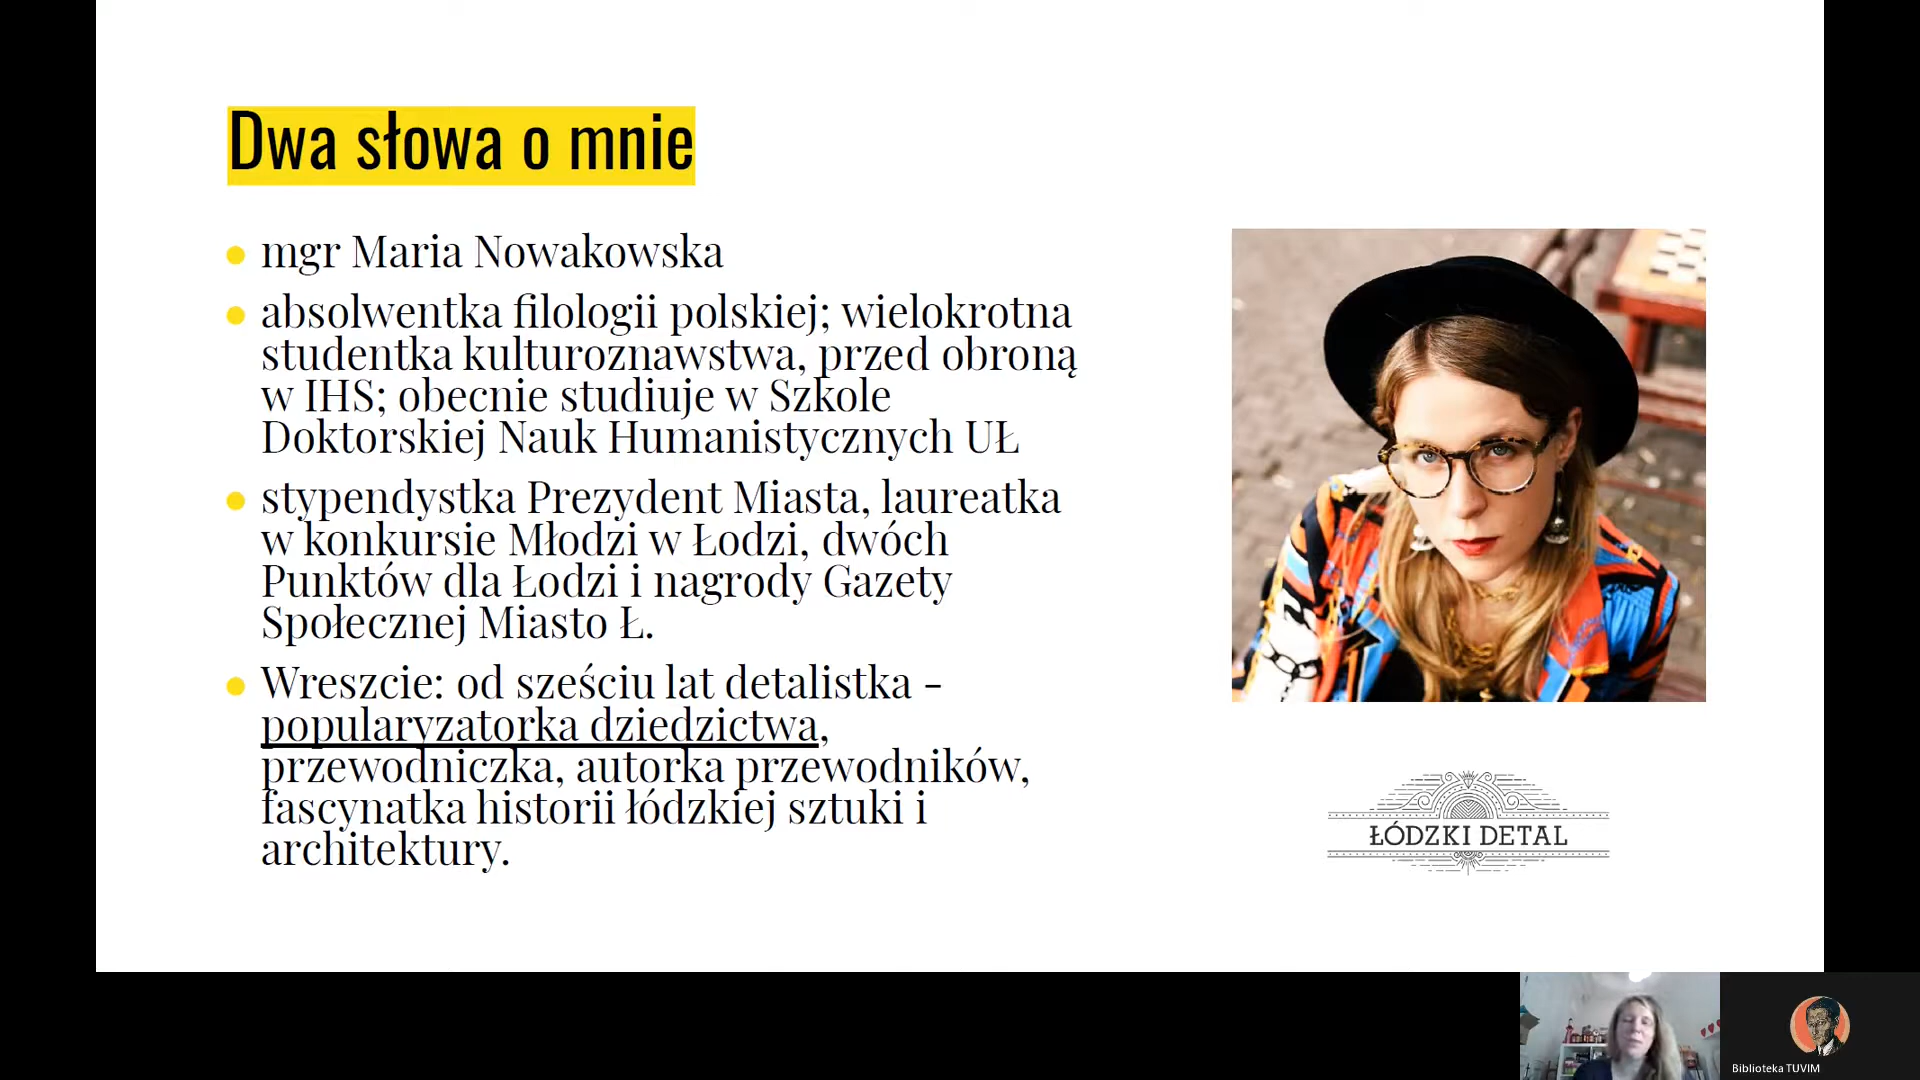 Dwa słowa o mnie
mgr Maria Nowakowska
absolwentka filologii polskiej; wielokrotna
studentka kulturoznawstwa, przed obroną
w IHS; obecnie studiuje w Szkole
Doktorskiej Nauk Humanistycznych UŁ
stypendystka Prezydent Miasta, laureatka
w konkursie Młodzi w Łodzi, dwóch
Punktów dla Łodzi i nagrody Gazety
Społecznej Miasto Ł.
Wreszcie: od sześciu lat detalistka -
popularyzatorka dziedzictwa,
przewodniczka, autorka przewodników,
fascynatka historii łódzkiej sztuki i
architektury.
ŁÓDZKI DETAL
Biblioteka TUVIM